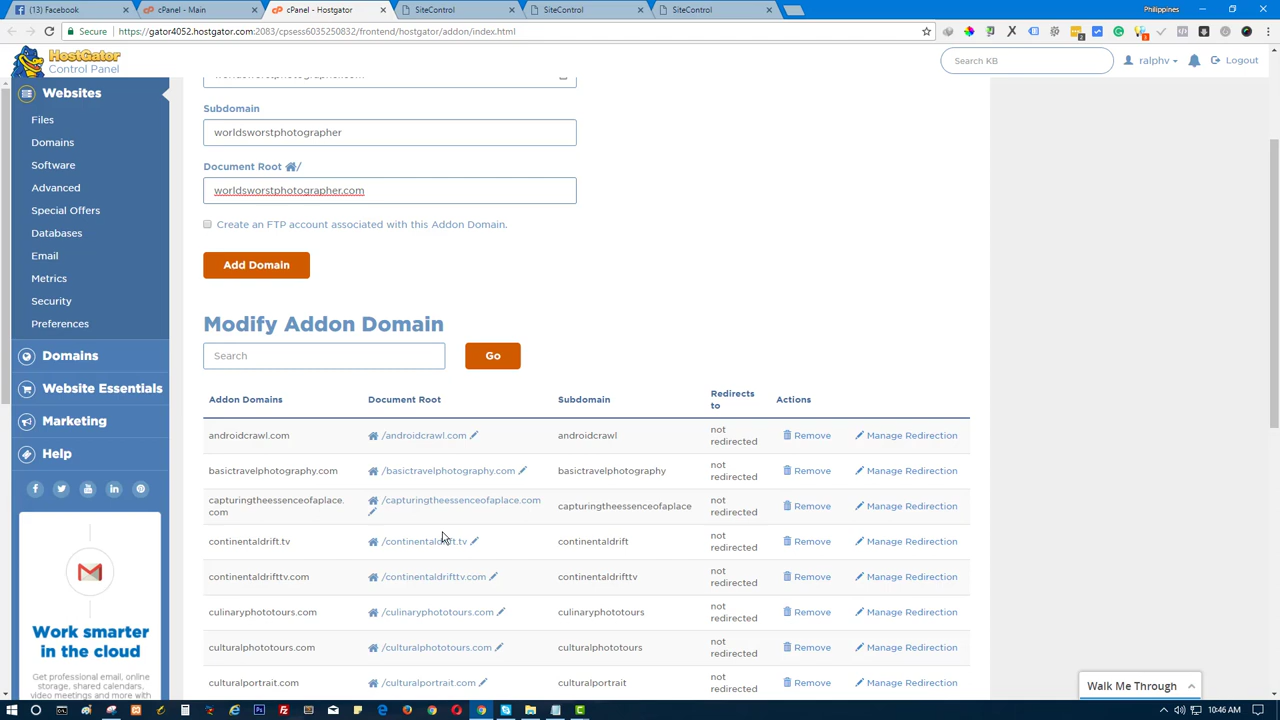 (13) Facebook
cPanel - Main
cPanel - Hostgator
SiteControl
SiteControl
SiteControl
Philippines
Secure
https://gator4052.hostgator.com:2083/cpsess6035250832/frontend/hostgator/addon/index.html
HostGator
Control Panel
Search KB
ralphv
Logout
Websites
Files
Domains
Software
Advanced
Special Offers
Databases
Email
Metrics
Security
Preferences
Domains
Website Essentials
Marketing
Help
Work smarter
in the cloud
Get professional email, online
storage, shared calendars,
video meetings and more with
worldsworstphotographer.com
Subdomain
worldsworstphotographer
Document Root /
worldsworstphotographer.com
Create an FTP account associated with this Addon Domain.
Add Domain
Modify Addon Domain
Search
Go
Addon Domains Document Root Subdomain Redirects to Actions
androidcrawl.com /androidcrawl.com androidcrawl not redirected Remove Manage Redirection
basictravelphotography.com /basictravelphotography.com basictravelphotography not redirected Remove Manage Redirection
capturingtheessenceofaplace.com /capturingtheessenceofaplace.com capturingtheessenceofaplace not redirected Remove Manage Redirection
continentaldrift.tv /continentaldrift.tv continentaldrift not redirected Remove Manage Redirection
continentaldrifttv.com /continentaldrifttv.com continentaldrifttv not redirected Remove Manage Redirection
culinaryphototours.com /culinaryphototours.com culinaryphototours not redirected Remove Manage Redirection
culturalphototours.com /culturalphototours.com culturalphototours not redirected Remove Manage Redirection
culturalportrait.com /culturalportrait.com culturalportrait not Remove Manage Redirection
Walk Me Through
10:46 AM